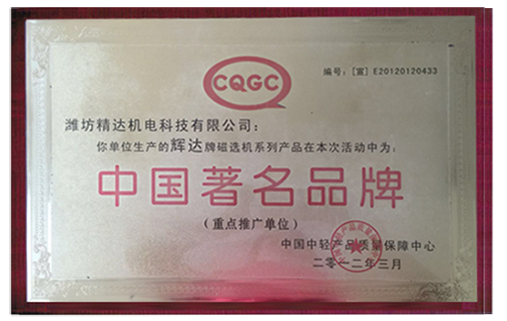 CQGC
编号：[宣] E20120120433
潍坊精达机电科技有限公司：
你单位生产的辉达牌磁选机系列产品在本次活动中为：
中国著名品牌
（重点推广单位）
中国中轻产品质量保障中心
二零一二年三月